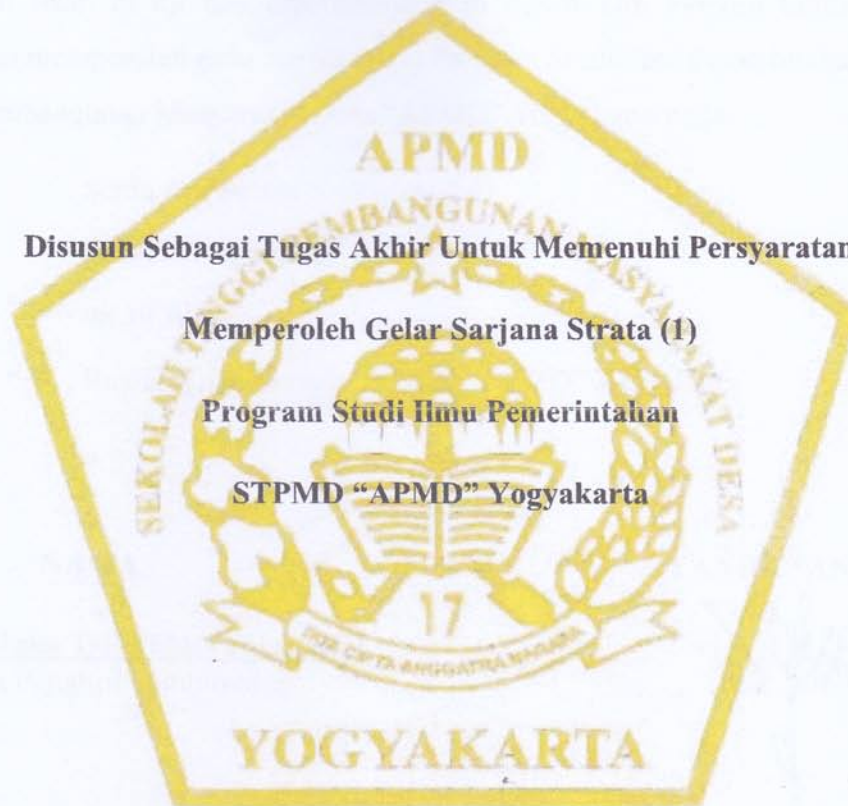 APMD
SEKOLAH TINGGI PEMBANGUNAN MASYARAKAT DESA
Disusun Sebagai Tugas Akhir Untuk Memenuhi Persyaratan
Memperoleh Gelar Sarjana Strata (1)
Program Studi Ilmu Pemerintahan
STPMD “APMD” Yogyakarta
17
YOGYAKARTA